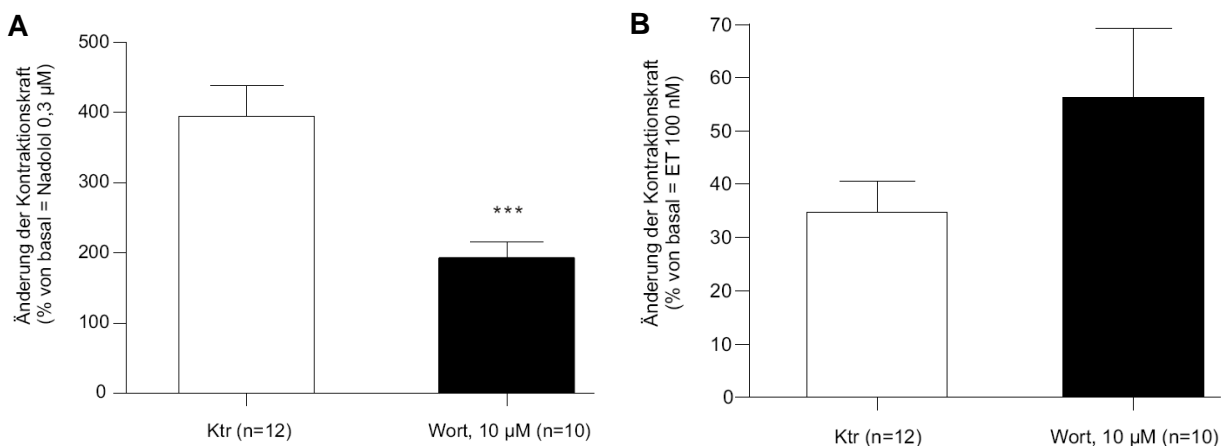 A
Änderung der Kontraktionskraft
(% von basal = Nadolol 0,3 µM)
500
400
300
200
100
0
***
Ktr (n=12)
Wort, 10 µM (n=10)
B
Änderung der Kontraktionskraft
(% von basal = ET 100 nM)
70
60
50
40
30
20
10
0
Ktr (n=12)
Wort, 10 µM (n=10)